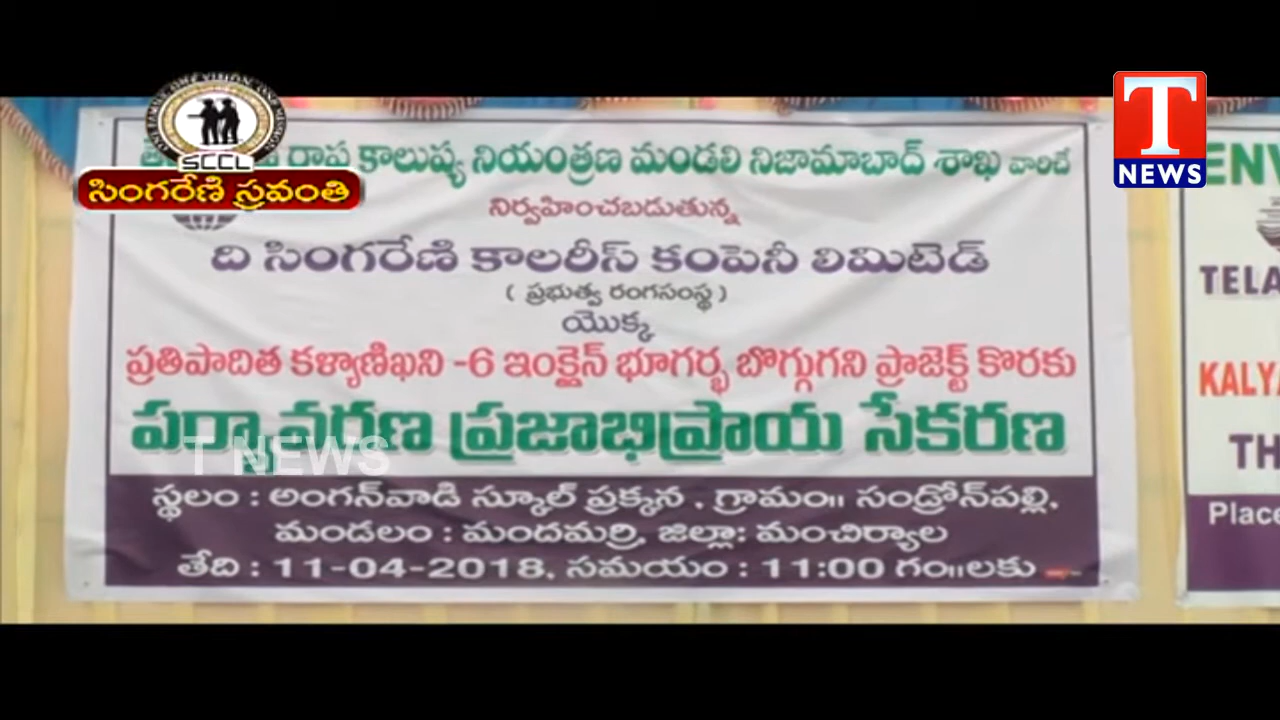 SCCL
సింగరేణి స్రవంతి
T
NEWS
కాలుష్య నియంత్రణ మండలి నిజామాబాద్ శాఖ వారిచే
నిర్వహించబడుతున్న
ది సింగరేణి కాలరీస్ కంపెనీ లిమిటెడ్
( ప్రభుత్వ రంగసంస్థ )
యొక్క
ప్రతిపాదిత కళ్యాణిఖని -6 ఇంక్లైన్ భూగర్భ బొగ్గుగని ప్రాజెక్ట్ కొరకు
పర్యావరణ ప్రజాభిప్రాయ సేకరణ
T NEWS
స్థలం : అంగన్‌వాడి స్కూల్ ప్రక్కన , గ్రామం॥ సండ్రోన్‌పల్లి,
మండలం : మందమర్రి, జిల్లా: మంచిర్యాల
తేది : 11-04-2018, సమయం : 11:00 గం॥లకు
ENV
TELA
KALYA
TH
Place